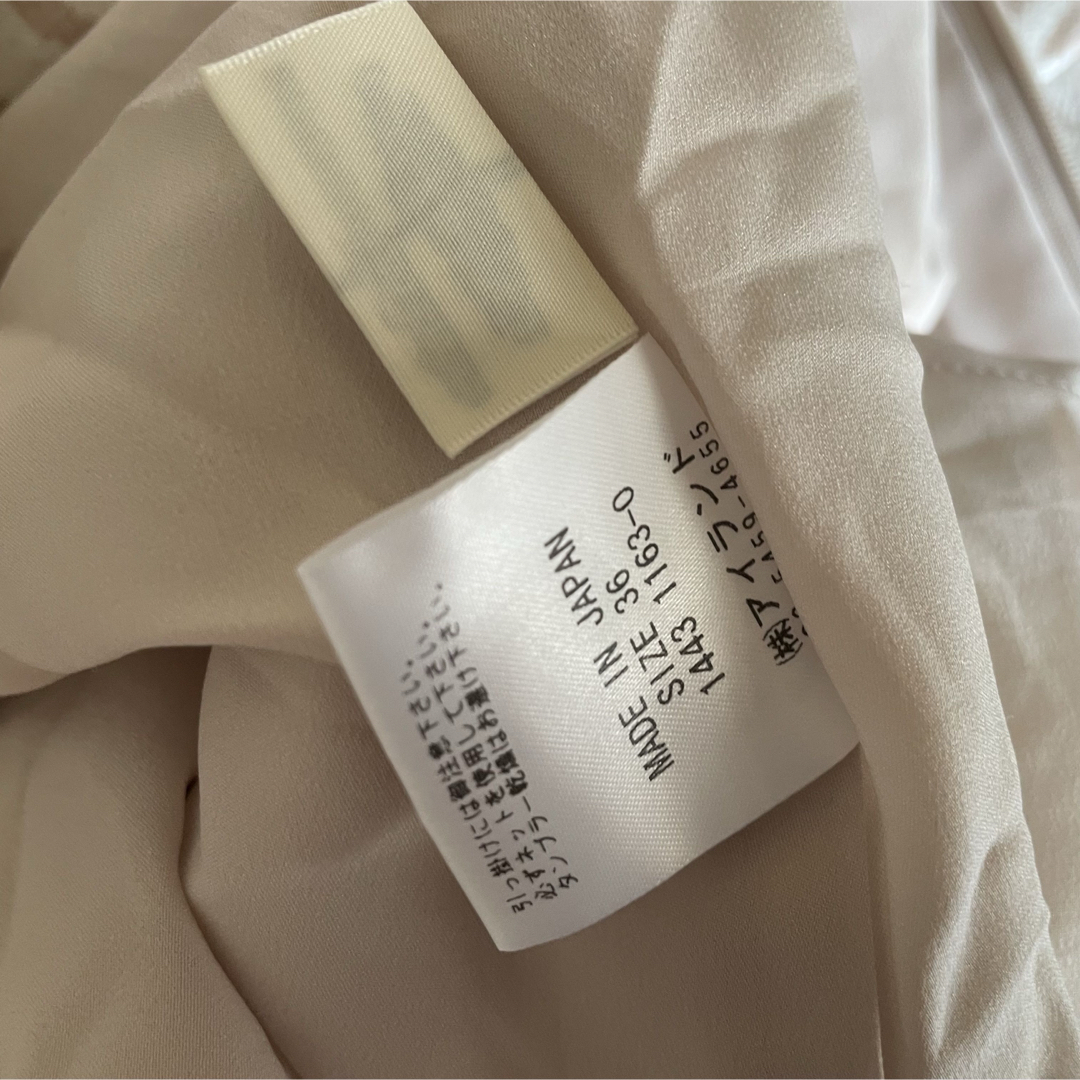 引っ掛けには御注意下さい。
必ずネットを使用して下さい。
タンブラー乾燥はお避け下さい。
MADE IN JAPAN
SIZE 36
1443 1163-0
㈱アイランド
5459-4655